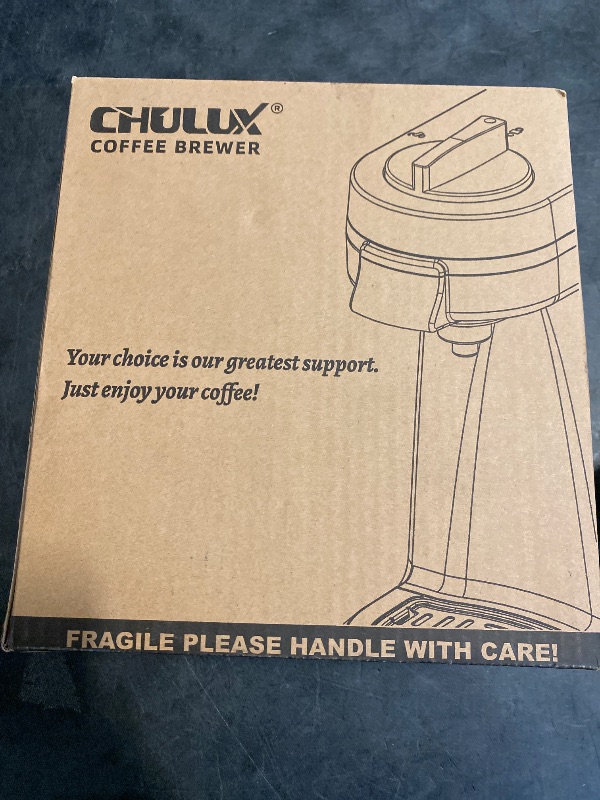 CHULUX®
COFFEE BREWER
Your choice is our greatest support.
Just enjoy your coffee!
FRAGILE PLEASE HANDLE WITH CARE!